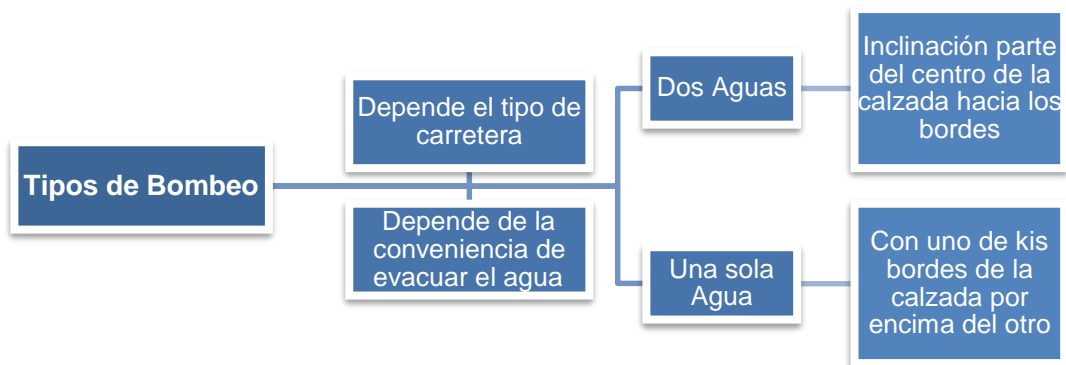 Tipos de Bombeo
Depende el tipo de
carretera
Depende de la
conveniencia de
evacuar el agua
Dos Aguas
Inclinación parte
del centro de la
calzada hacia los
bordes
Una sola
Agua
Con uno de kis
bordes de la
calzada por
encima del otro